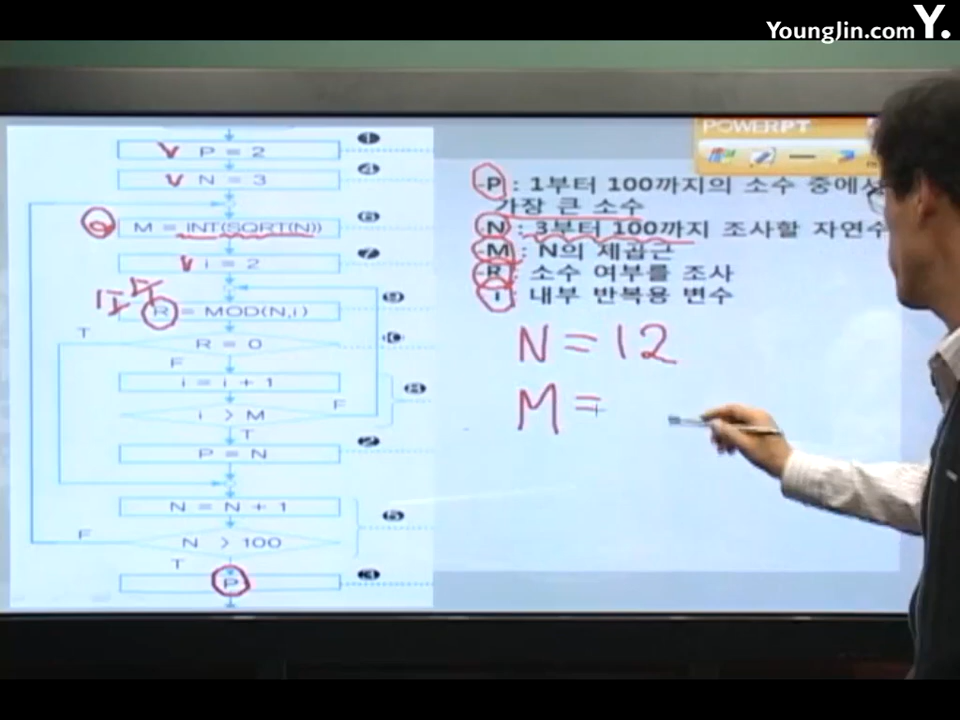 YoungJin.com Y.
POWERPT
P = 2
N = 3
M = INT(SQRT(N))
i = 2
R = MOD(N,i)
T
R = 0
F
i = i + 1
i > M
F
T
P = N
N = N + 1
F
N > 100
T
P
P : 1부터 100까지의 소수 중에서
가장 큰 소수
N : 3부터 100까지 조사할 자연수
M : N의 제곱근
R : 소수 여부를 조사
i : 내부 반복용 변수
N = 12
M =